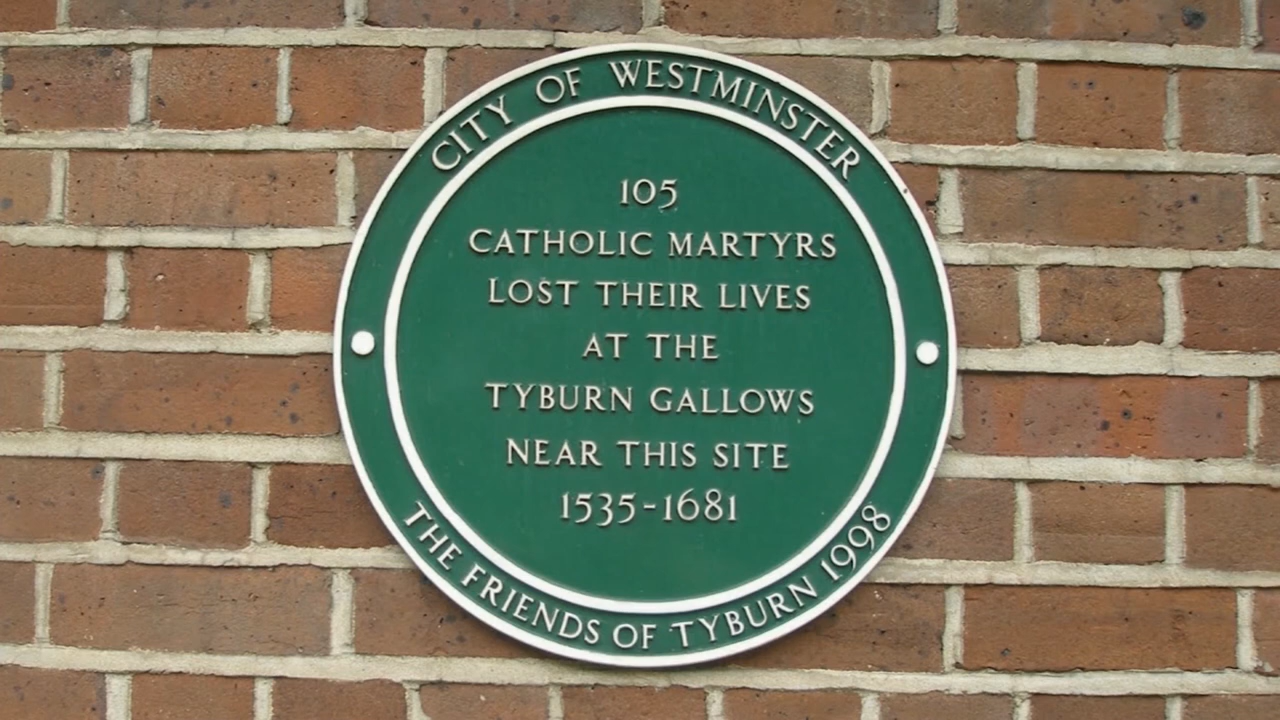 CITY OF WESTMINSTER
105
CATHOLIC MARTYRS
LOST THEIR LIVES
AT THE
TYBURN GALLOWS
NEAR THIS SITE
1535-1681
THE FRIENDS OF TYBURN 1998